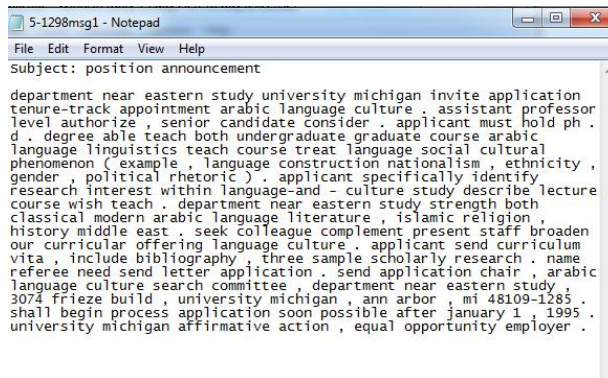 5-1298msg1 - Notepad
File Edit Format View Help
Subject: position announcement
department near eastern study university michigan invite application
tenure-track appointment arabic language culture . assistant professor
level authorize , senior candidate consider . applicant must hold ph .
d . degree able teach both undergraduate graduate course arabic
language linguistics teach course treat language social cultural
phenomenon ( example , language construction nationalism , ethnicity ,
gender , political rhetoric ) . applicant specifically identify
research interest within language-and - culture study describe lecture
course wish teach . department near eastern study strength both
classical modern arabic language literature , islamic religion ,
history middle east . seek colleague complement present staff broaden
our curricular offering language culture . applicant send curriculum
vita , include bibliography , three sample scholarly research . name
referee need send letter application . send application chair , arabic
language culture search committee , department near eastern study ,
3074 frieze build , university michigan , ann arbor , mi 48109-1285 .
shall begin process application soon possible after january 1 , 1995 .
university michigan affirmative action , equal opportunity employer .